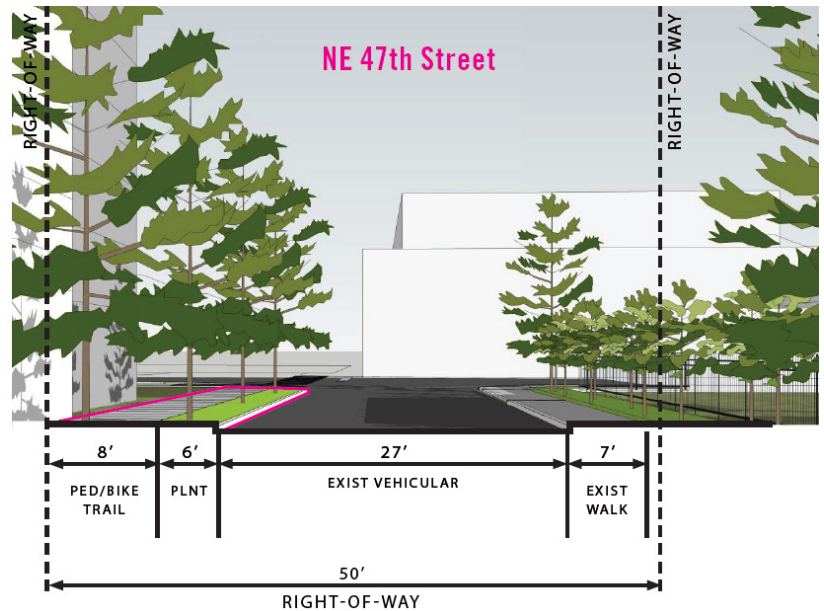 NE 47th Street
RIGHT-OF-WAY
RIGHT-OF-WAY
8’ 6’ 27’ 7’
PED/BIKE TRAIL
PLNT
EXIST VEHICULAR
EXIST WALK
50’
RIGHT-OF-WAY